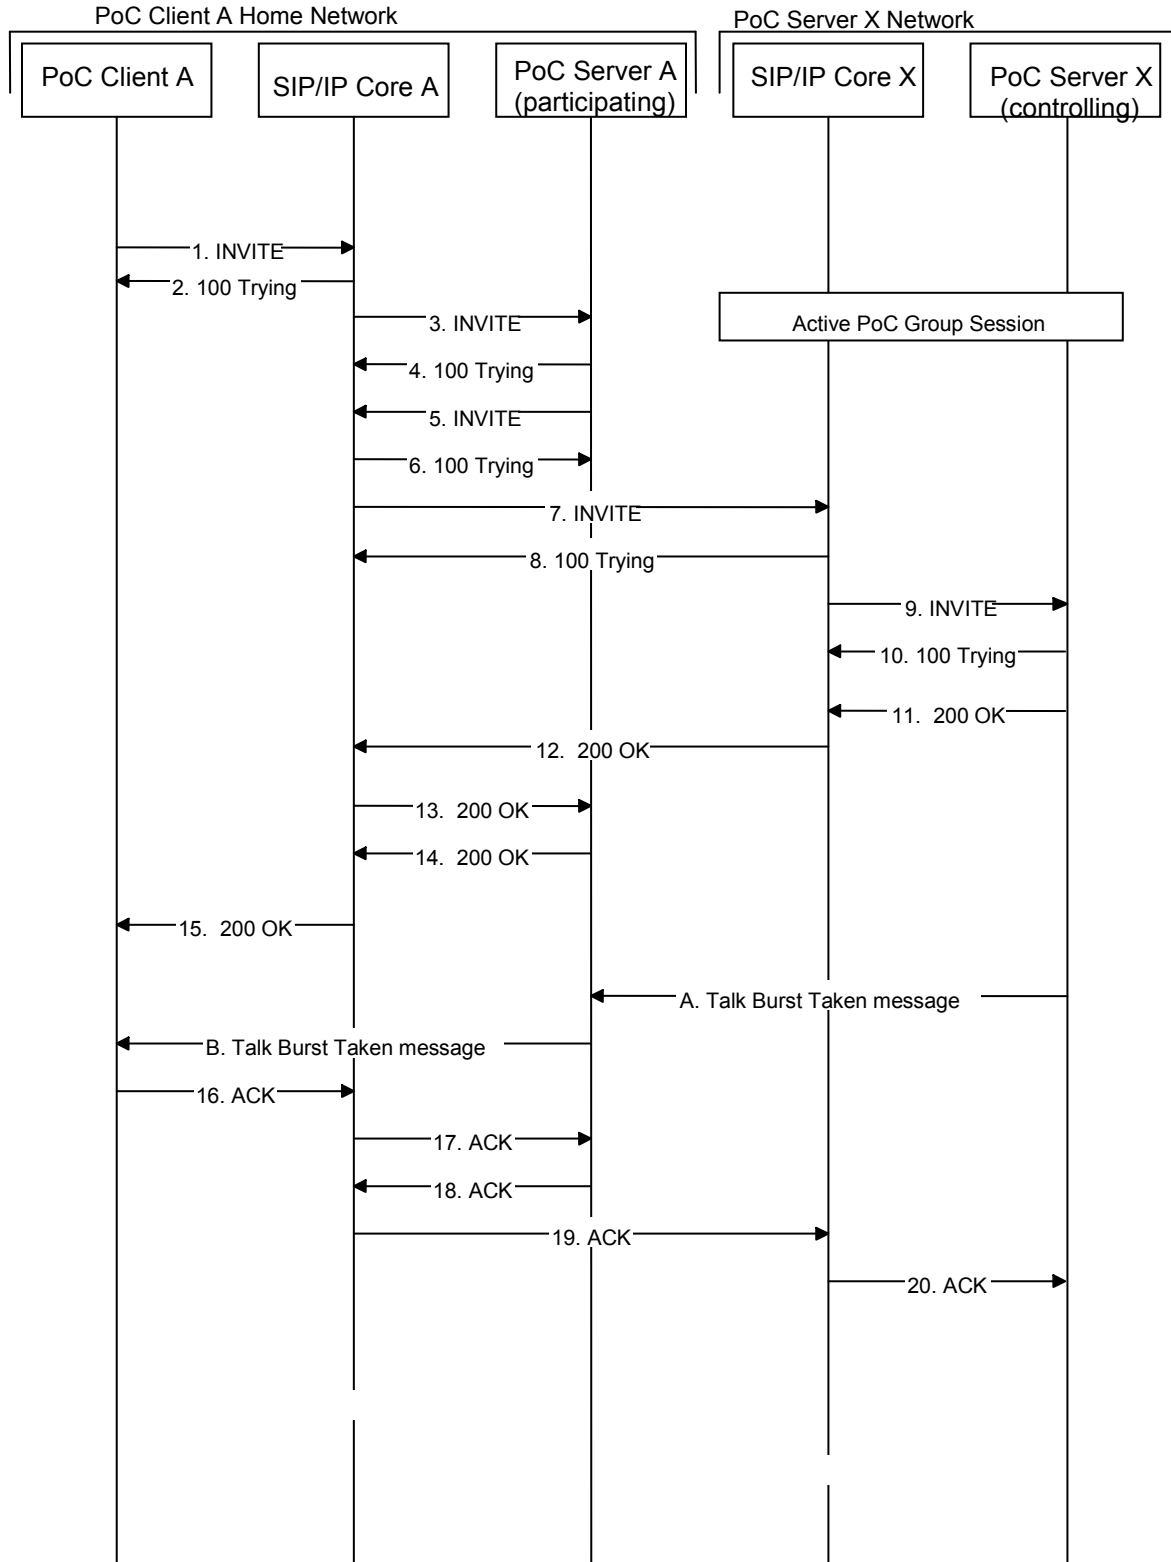 PoC Client A Home Network
PoC Server X Network
PoC Client A
SIP/IP Core A
PoC Server A
(participating)
SIP/IP Core X
PoC Server X
(controlling)
1. INVITE
2. 100 Trying
Active PoC Group Session
3. INVITE
4. 100 Trying
5. INVITE
6. 100 Trying
7. INVITE
8. 100 Trying
9. INVITE
10. 100 Trying
11. 200 OK
12. 200 OK
13. 200 OK
14. 200 OK
15. 200 OK
A. Talk Burst Taken message
B. Talk Burst Taken message
16. ACK
17. ACK
18. ACK
19. ACK
20. ACK